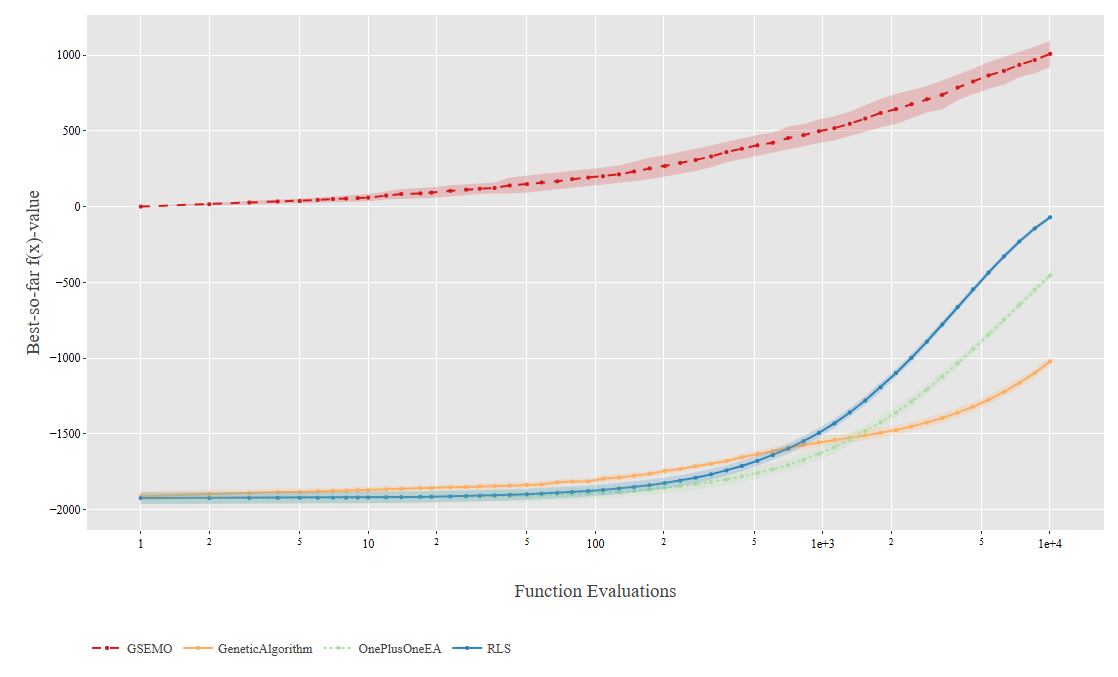 1000
500
0
−500
−1000
−1500
−2000
Best-so-far f(x)-value
1 2 5 10 2 5 100 2 5 1e+3 2 5 1e+4
Function Evaluations
GSEMO GeneticAlgorithm OnePlusOneEA RLS